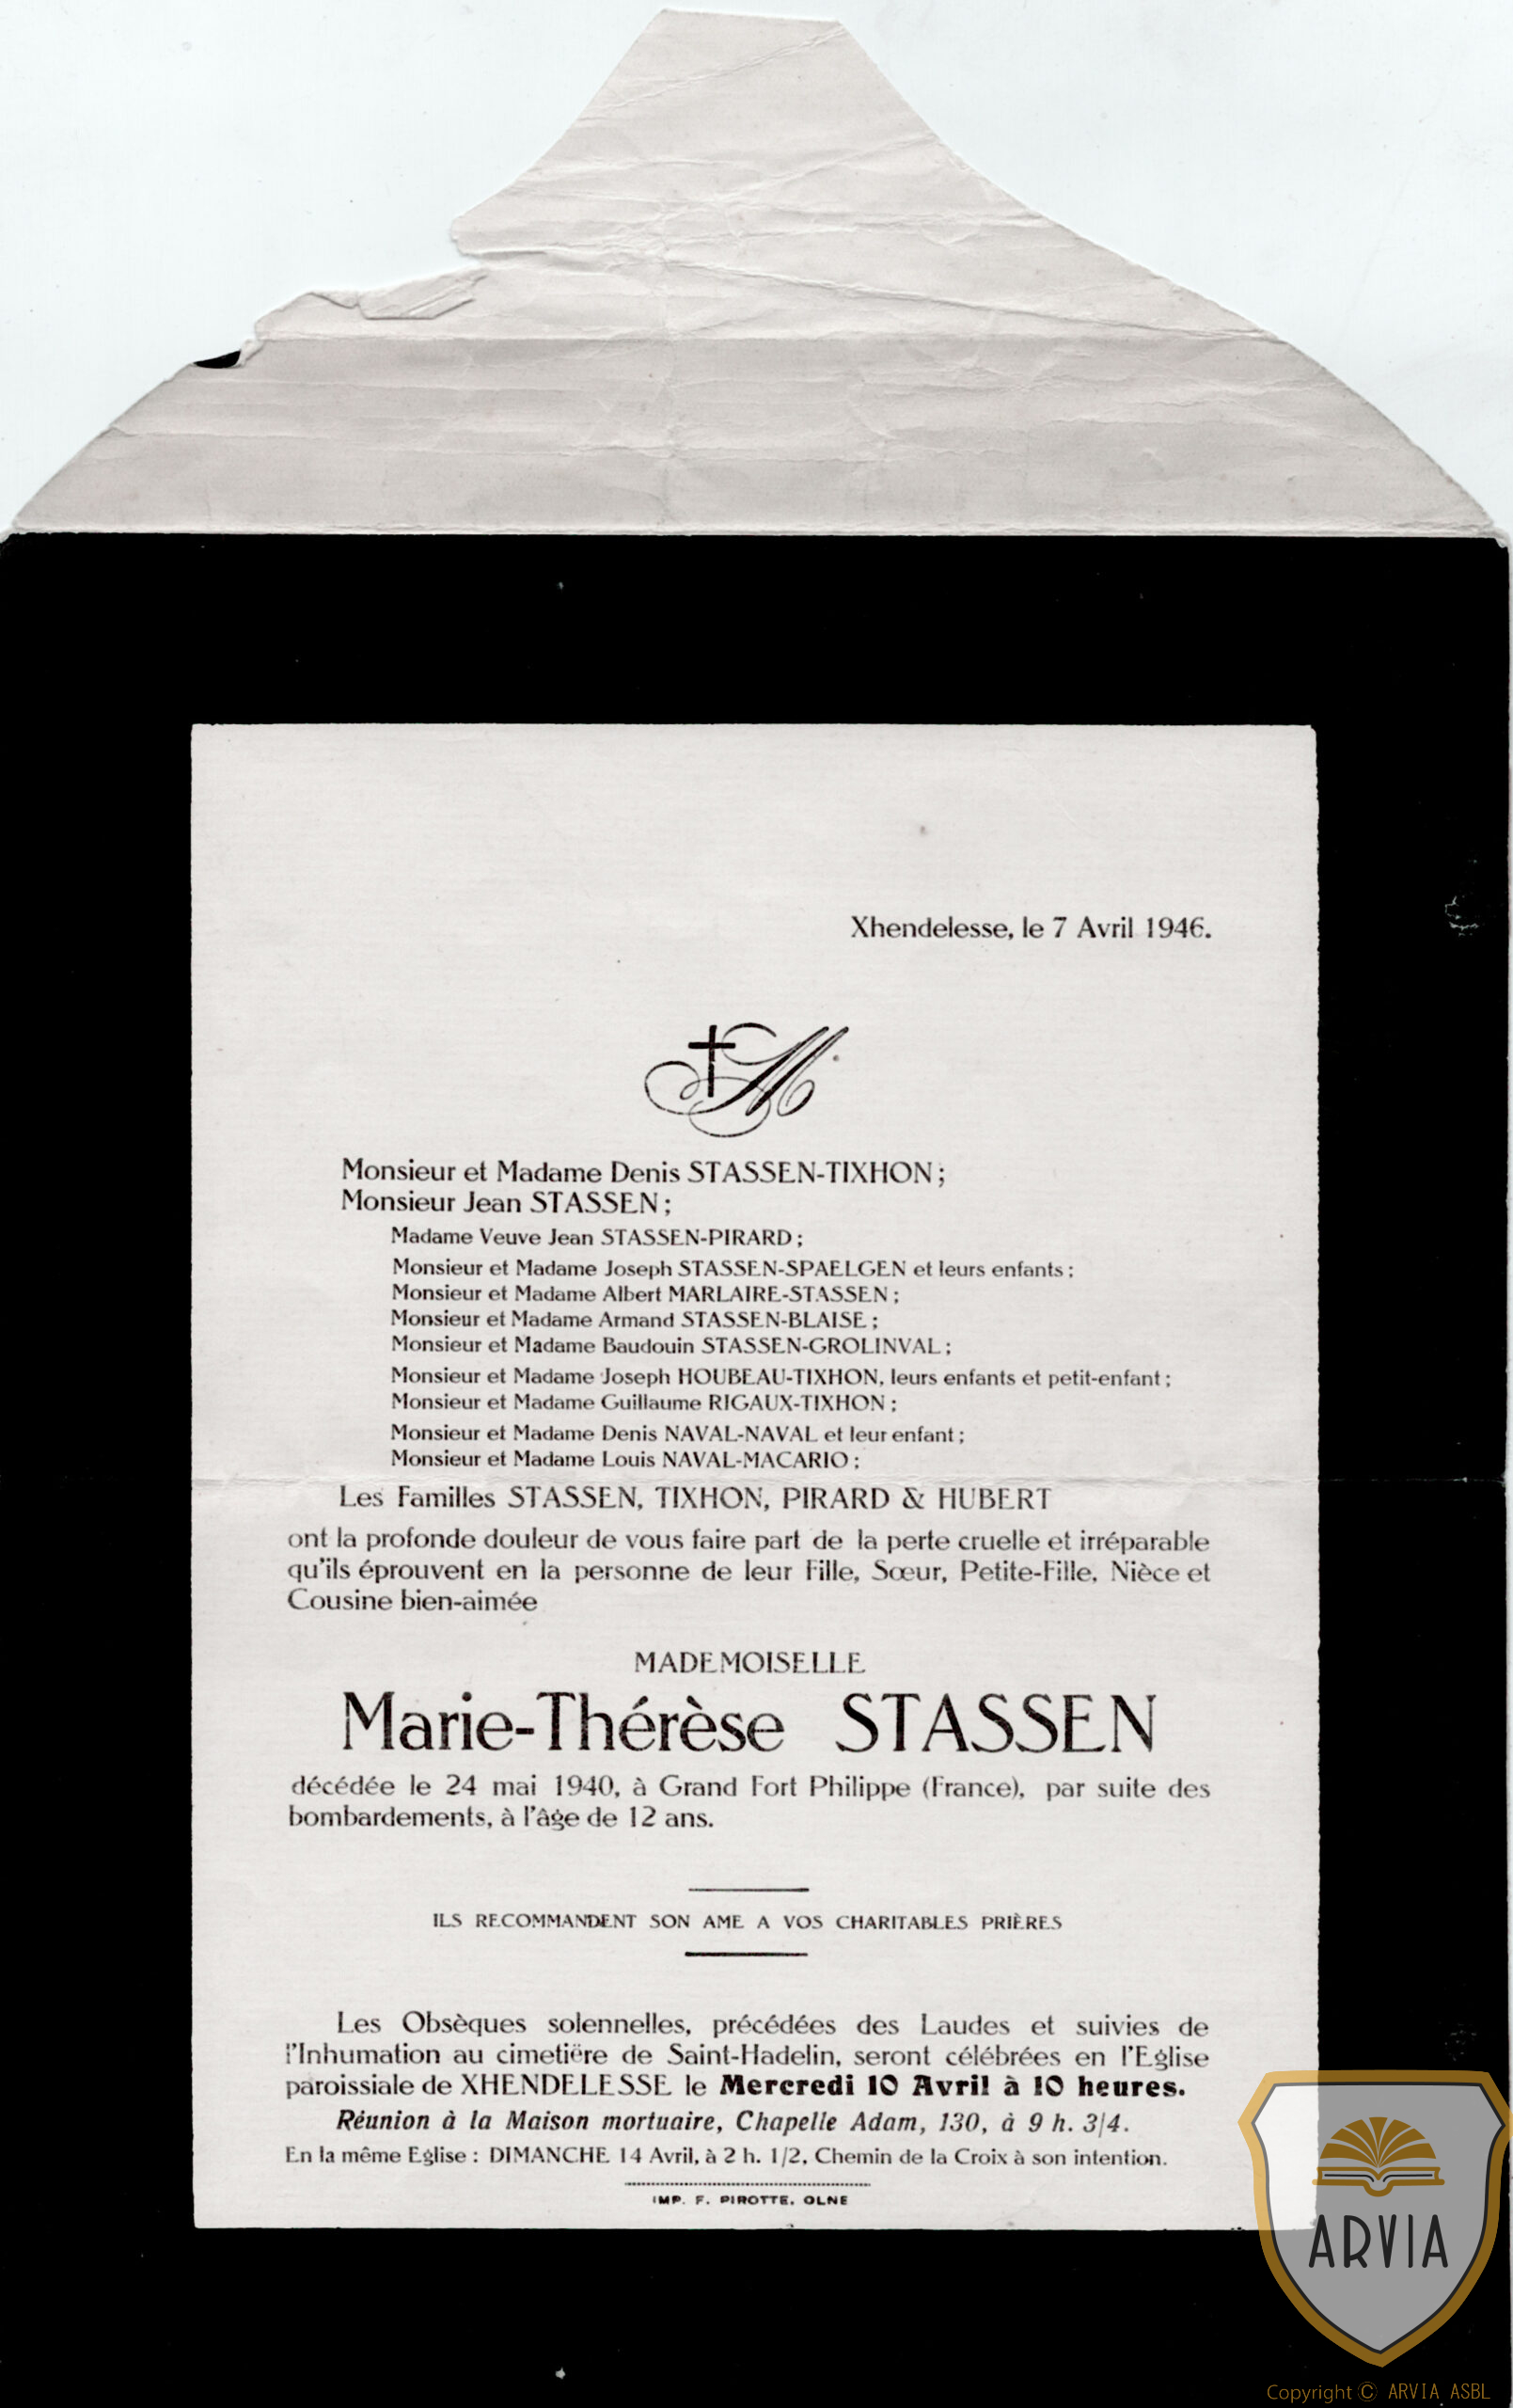 Xhendelesse, le 7 Avril 1946.
M
Monsieur et Madame Denis STASSEN-TIXHON ;
Monsieur Jean STASSEN ;
Madame Veuve Jean STASSEN-PIRARD ;
Monsieur et Madame Joseph STASSEN-SPAELGEN et leurs enfants ;
Monsieur et Madame Albert MARLAIRE-STASSEN ;
Monsieur et Madame Armand STASSEN-BLAISE ;
Monsieur et Madame Baudouin STASSEN-GROLINVAL ;
Monsieur et Madame Joseph HOUBEAU-TIXHON, leurs enfants et petit-enfant ;
Monsieur et Madame Guillaume RIGAUX-TIXHON ;
Monsieur et Madame Denis NAVAL-NAVAL et leur enfant ;
Monsieur et Madame Louis NAVAL-MACARIO ;
Les Familles STASSEN, TIXHON, PIRARD & HUBERT
ont la profonde douleur de vous faire part de la perte cruelle et irréparable
qu'ils éprouvent en la personne de leur Fille, Sœur, Petite-Fille, Nièce et
Cousine bien-aimée
MADEMOISELLE
Marie-Thérèse STASSEN
décédée le 24 mai 1940, à Grand Fort Philippe (France), par suite des
bombardements, à l'âge de 12 ans.
ILS RECOMMANDENT SON AME A VOS CHARITABLES PRIÈRES
Les Obsèques solennelles, précédées des Laudes et suivies de
l'Inhumation au cimetiëre de Saint-Hadelin, seront célébrées en l'Eglise
paroissiale de XHENDELESSE le Mercredi 10 Avril à 10 heures.
Réunion à la Maison mortuaire, Chapelle Adam, 130, à 9 h. 3/4.
En la même Eglise : DIMANCHE 14 Avril, à 2 h. 1/2, Chemin de la Croix à son intention.
IMP. F. PIROTTE. OLNE
ARVIA
Copyright © ARVIA ASBL